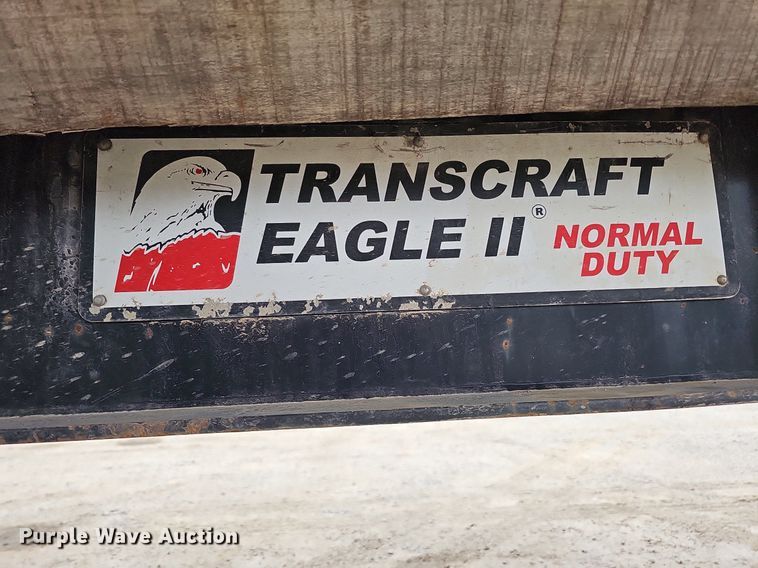 TRANSCRAFT
EAGLE II®
NORMAL
DUTY
Purple Wave Auction